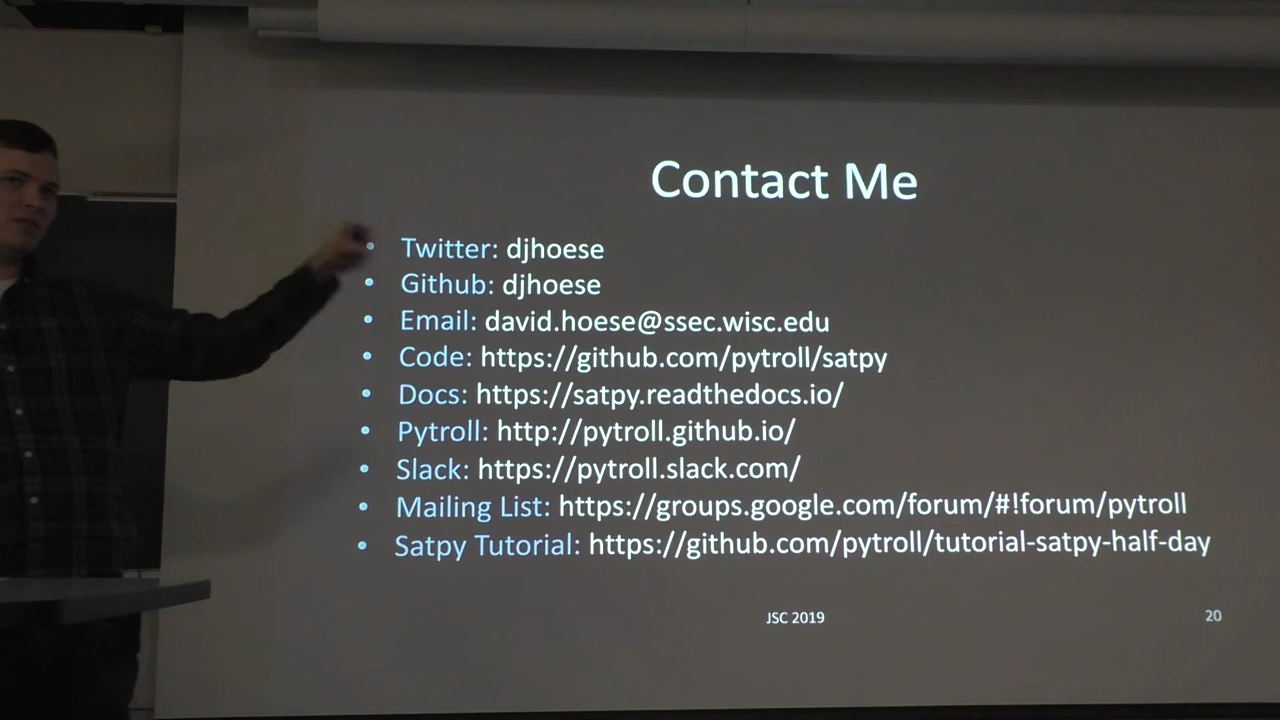 Contact Me
• Twitter: djhoese
• Github: djhoese
• Email: david.hoese@ssec.wisc.edu
• Code: https://github.com/pytroll/satpy
• Docs: https://satpy.readthedocs.io/
• Pytroll: http://pytroll.github.io/
• Slack: https://pytroll.slack.com/
• Mailing List: https://groups.google.com/forum/#!forum/pytroll
• Satpy Tutorial: https://github.com/pytroll/tutorial-satpy-half-day
JSC 2019
20